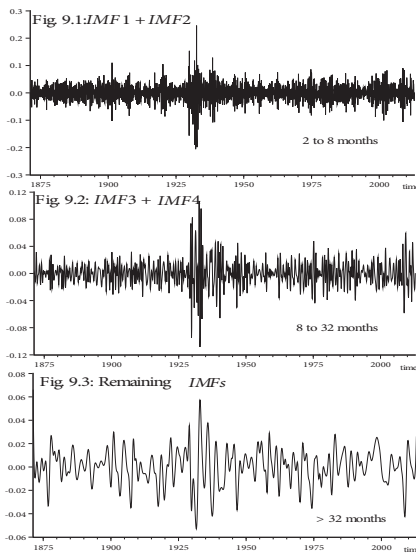 Fig. 9.1:IMF1 + IMF2
0.3
0.2
0.1
0.0
-0.1
-0.2
-0.3
2 to 8 months
1875 1900 1925 1950 1975 2000
time
Fig. 9.2: IMF3 + IMF4
0.12
0.08
0.04
0.00
-0.04
-0.08
-0.12
8 to 32 months
1875 1900 1925 1950 1975 2000
time
Fig. 9.3: Remaining IMFs
0.08
0.06
0.04
0.02
0.00
-0.02
-0.04
-0.06
> 32 months
1875 1900 1925 1950 1975 2000
time